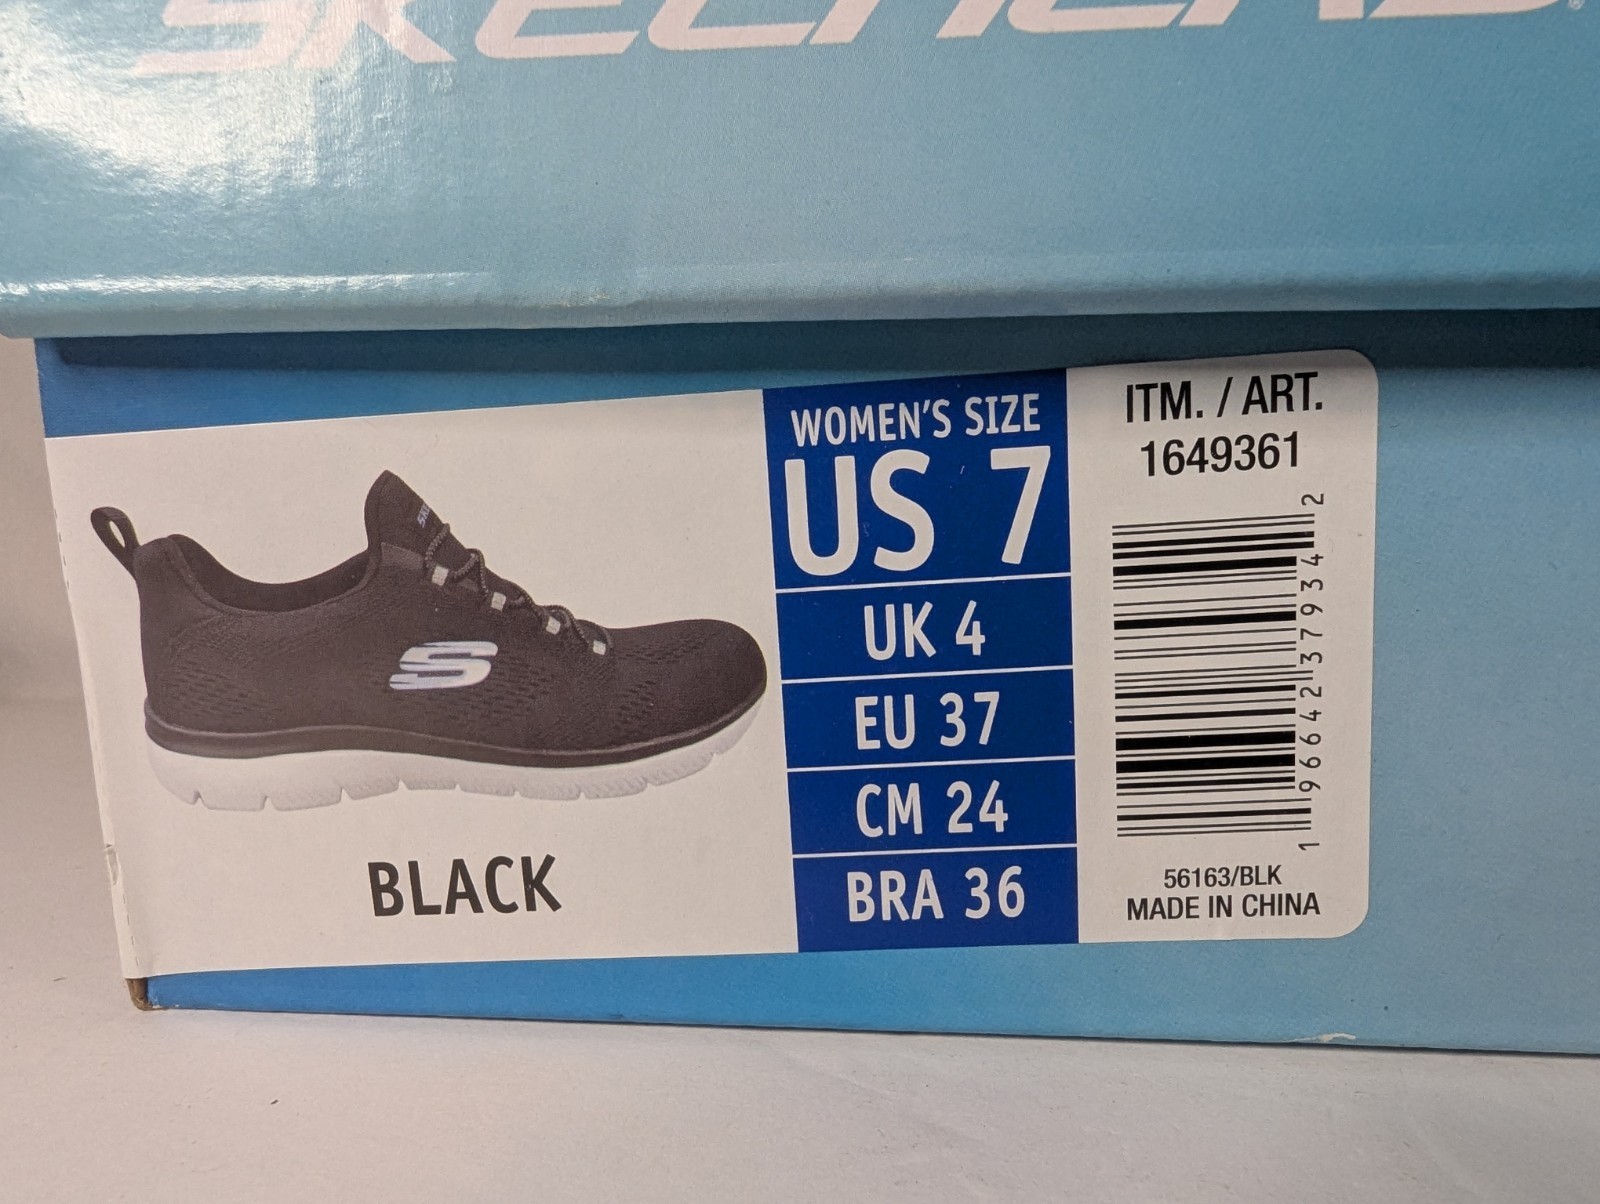 SKECHERS
WOMEN'S SIZE
US 7
UK 4
EU 37
CM 24
BRA 36
BLACK
ITM. / ART.
1649361
1 96642 37934 2
56163/BLK
MADE IN CHINA